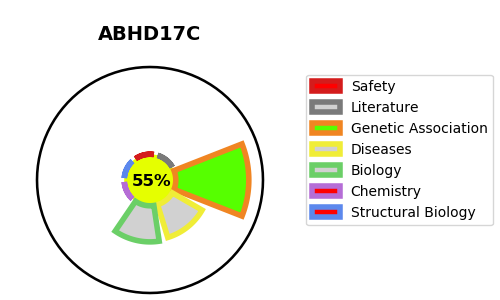 ABHD17C
55%
Safety
Literature
Genetic Association
Diseases
Biology
Chemistry
Structural Biology